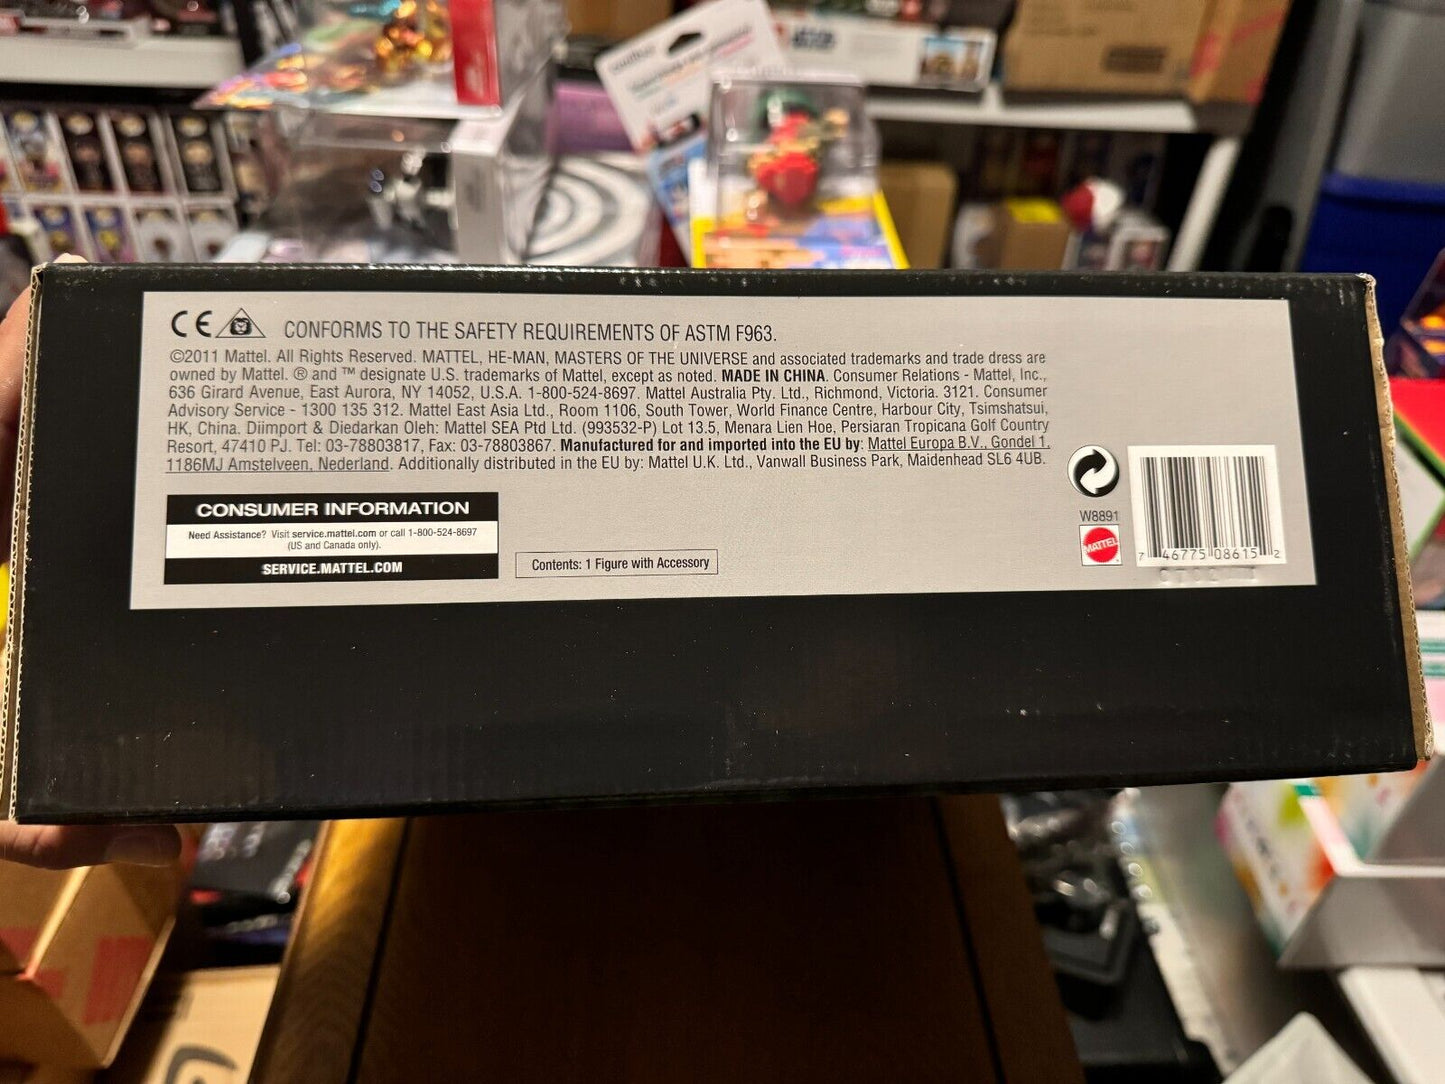 CE
CONFORMS TO THE SAFETY REQUIREMENTS OF ASTM F963.
©2011 Mattel. All Rights Reserved. MATTEL, HE-MAN, MASTERS OF THE UNIVERSE and associated trademarks and trade dress are
owned by Mattel. ® and ™ designate U.S. trademarks of Mattel, except as noted. MADE IN CHINA. Consumer Relations - Mattel, Inc.,
636 Girard Avenue, East Aurora, NY 14052, U.S.A. 1-800-524-8697. Mattel Australia Pty. Ltd., Richmond, Victoria. 3121. Consumer
Advisory Service - 1300 135 312. Mattel East Asia Ltd., Room 1106, South Tower, World Finance Centre, Harbour City, Tsimshatsui,
HK, China. Diimport & Diedarkan Oleh: Mattel SEA Ptd Ltd. (993532-P) Lot 13.5, Menara Lien Hoe, Persiaran Tropicana Golf Country
Resort, 47410 PJ. Tel: 03-78803817, Fax: 03-78803867. Manufactured for and imported into the EU by: Mattel Europa B.V., Gondel 1,
1186MJ Amstelveen, Nederland. Additionally distributed in the EU by: Mattel U.K. Ltd., Vanwall Business Park, Maidenhead SL6 4UB.
CONSUMER INFORMATION
Need Assistance? Visit service.mattel.com or call 1-800-524-8697
(US and Canada only).
SERVICE.MATTEL.COM
Contents: 1 Figure with Accessory
W8891
MATTEL
7 46775 08615 2